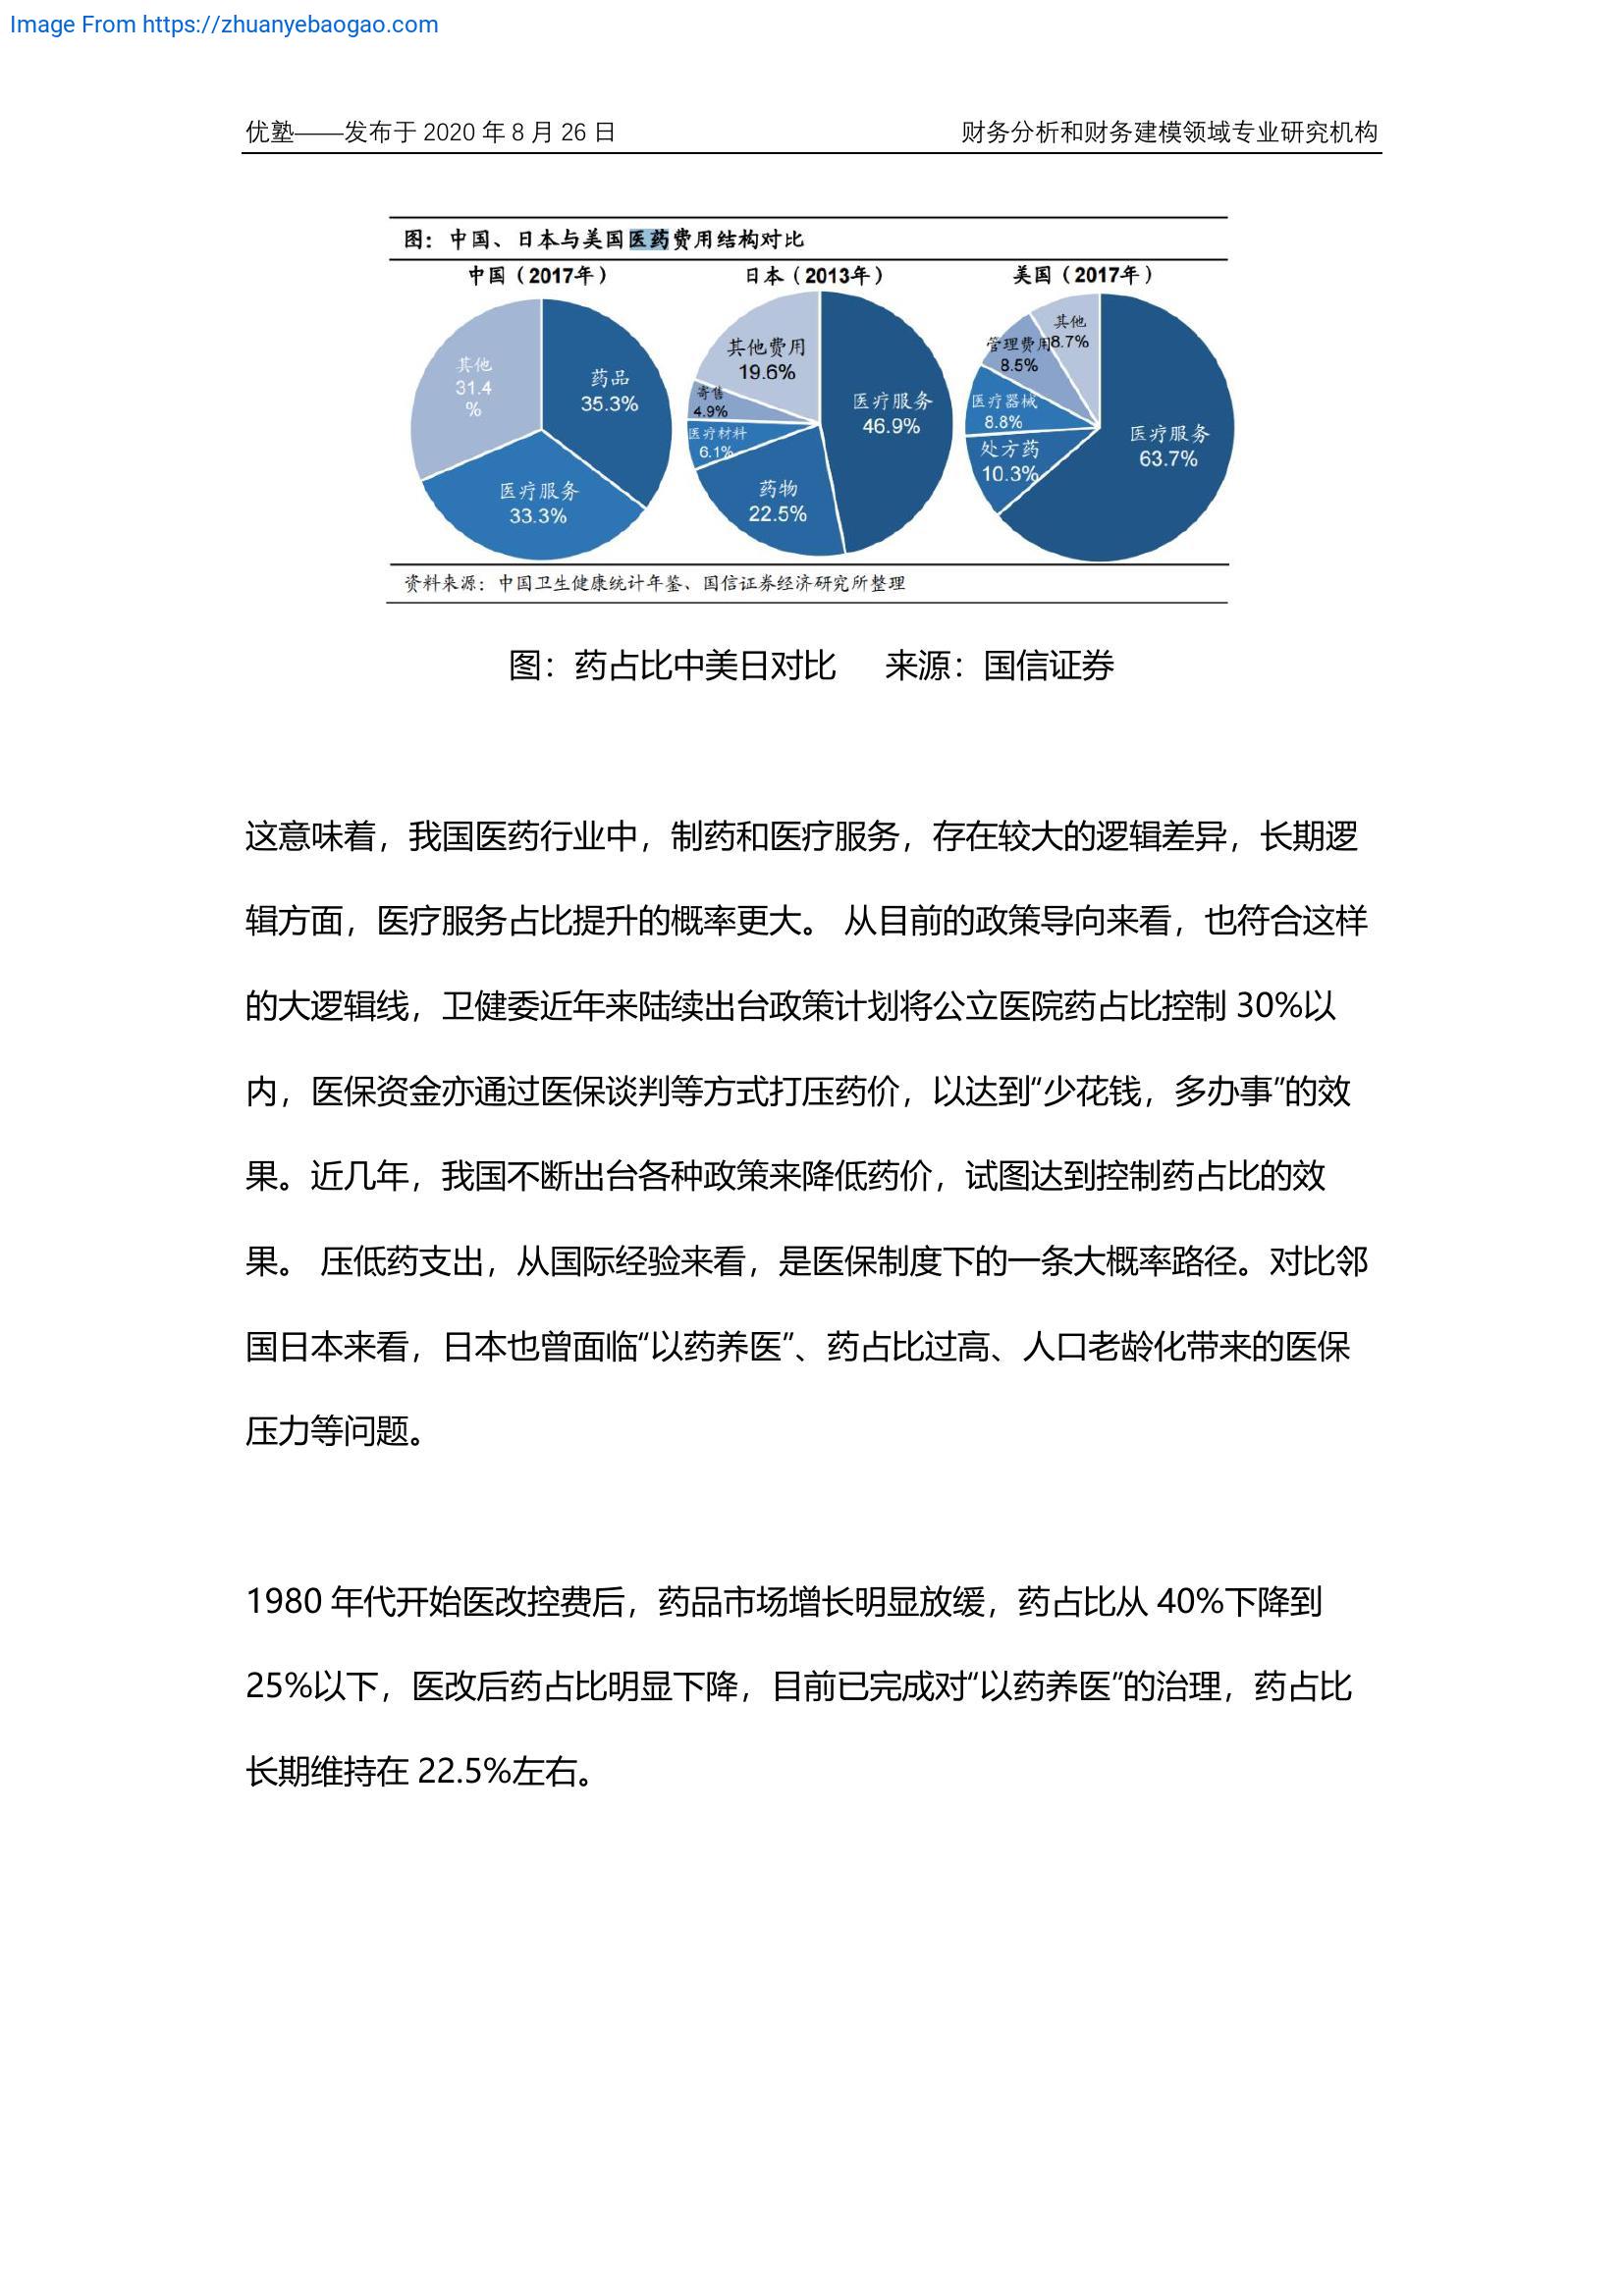 Image From https://zhuanyebaogao.com
优塾——发布于 2020 年 8 月 26 日
财务分析和财务建模领域专业研究机构
图：中国、日本与美国医药费用结构对比
中国（2017年）
日本（2013年）
美国（2017年）
其他
31.4
%
药品
35.3%
医疗服务
33.3%
其他费用
19.6%
寄售
4.9%
医疗材料
6.1%
药物
22.5%
医疗服务
46.9%
其他
8.7%
管理费用
8.5%
医疗器械
8.8%
处方药
10.3%
医疗服务
63.7%
资料来源：中国卫生健康统计年鉴、国信证券经济研究所整理
图：药占比中美日对比 来源：国信证券
这意味着，我国医药行业中，制药和医疗服务，存在较大的逻辑差异，长期逻
辑方面，医疗服务占比提升的概率更大。 从目前的政策导向来看，也符合这样
的大逻辑线，卫健委近年来陆续出台政策计划将公立医院药占比控制 30%以
内，医保资金亦通过医保谈判等方式打压药价，以达到“少花钱，多办事”的效
果。近几年，我国不断出台各种政策来降低药价，试图达到控制药占比的效
果。 压低药支出，从国际经验来看，是医保制度下的一条大概率路径。对比邻
国日本来看，日本也曾面临“以药养医”、药占比过高、人口老龄化带来的医保
压力等问题。
1980 年代开始医改控费后，药品市场增长明显放缓，药占比从 40%下降到
25%以下，医改后药占比明显下降，目前已完成对“以药养医”的治理，药占比
长期维持在 22.5%左右。